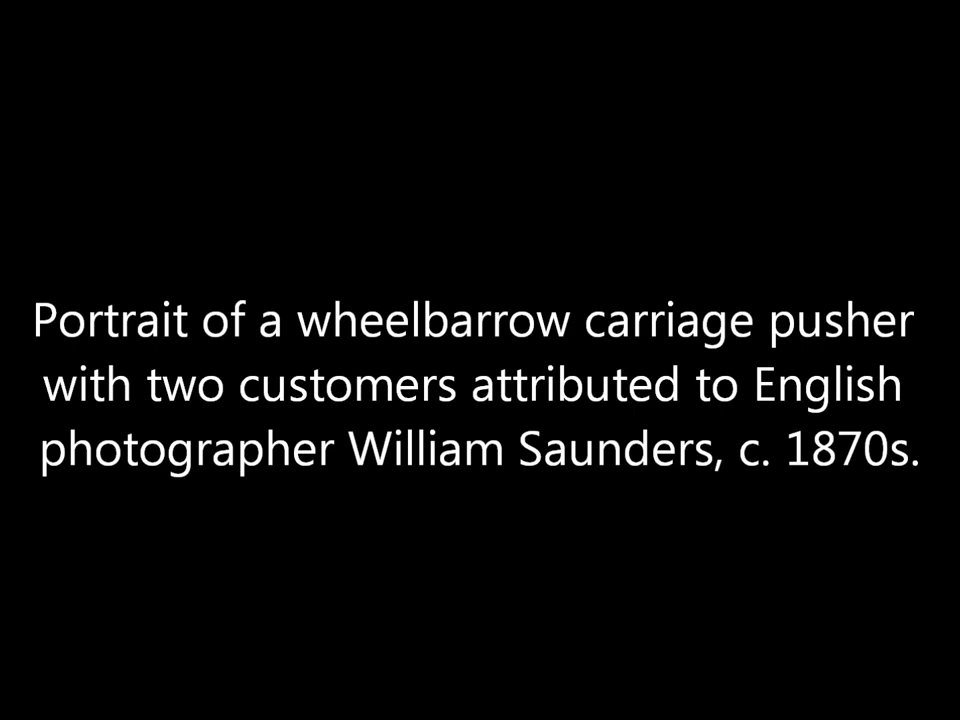 Portrait of a wheelbarrow carriage pusher
with two customers attributed to English
photographer William Saunders, c. 1870s.